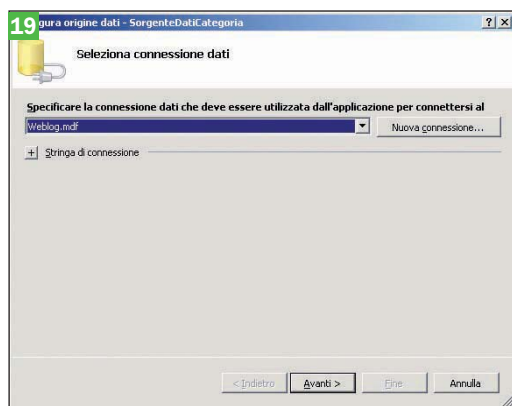 19
gura origine dati - SorgenteDatiCategoria
Seleziona connessione dati
Specificare la connessione dati che deve essere utilizzata dall'applicazione per connettersi al
Weblog.mdf
Nuova connessione...
+ Stringa di connessione
< Indietro
Avanti >
Fine
Annulla